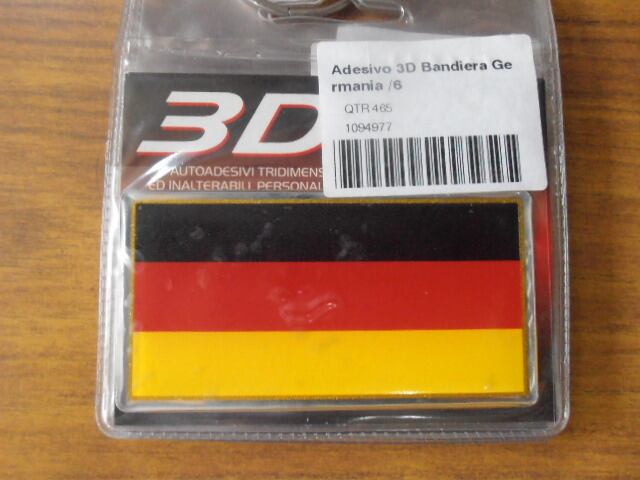 Adesivo 3D Bandiera Ge
rmania /6
QTR 465
1094977
3D
AUTOADESIVI TRIDIMENS
ED INALTERABILI PERSONAL